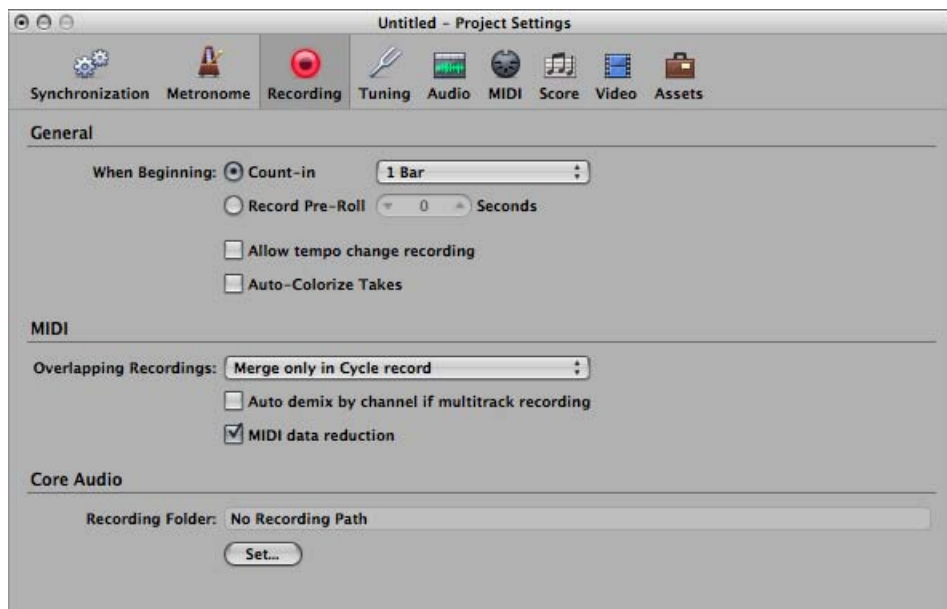 Untitled – Project Settings
Synchronization Metronome Recording Tuning Audio MIDI Score Video Assets
General
When Beginning: Count-in 1 Bar
Record Pre-Roll 0 Seconds
Allow tempo change recording
Auto-Colorize Takes
MIDI
Overlapping Recordings: Merge only in Cycle record
Auto demix by channel if multitrack recording
MIDI data reduction
Core Audio
Recording Folder: No Recording Path
Set...